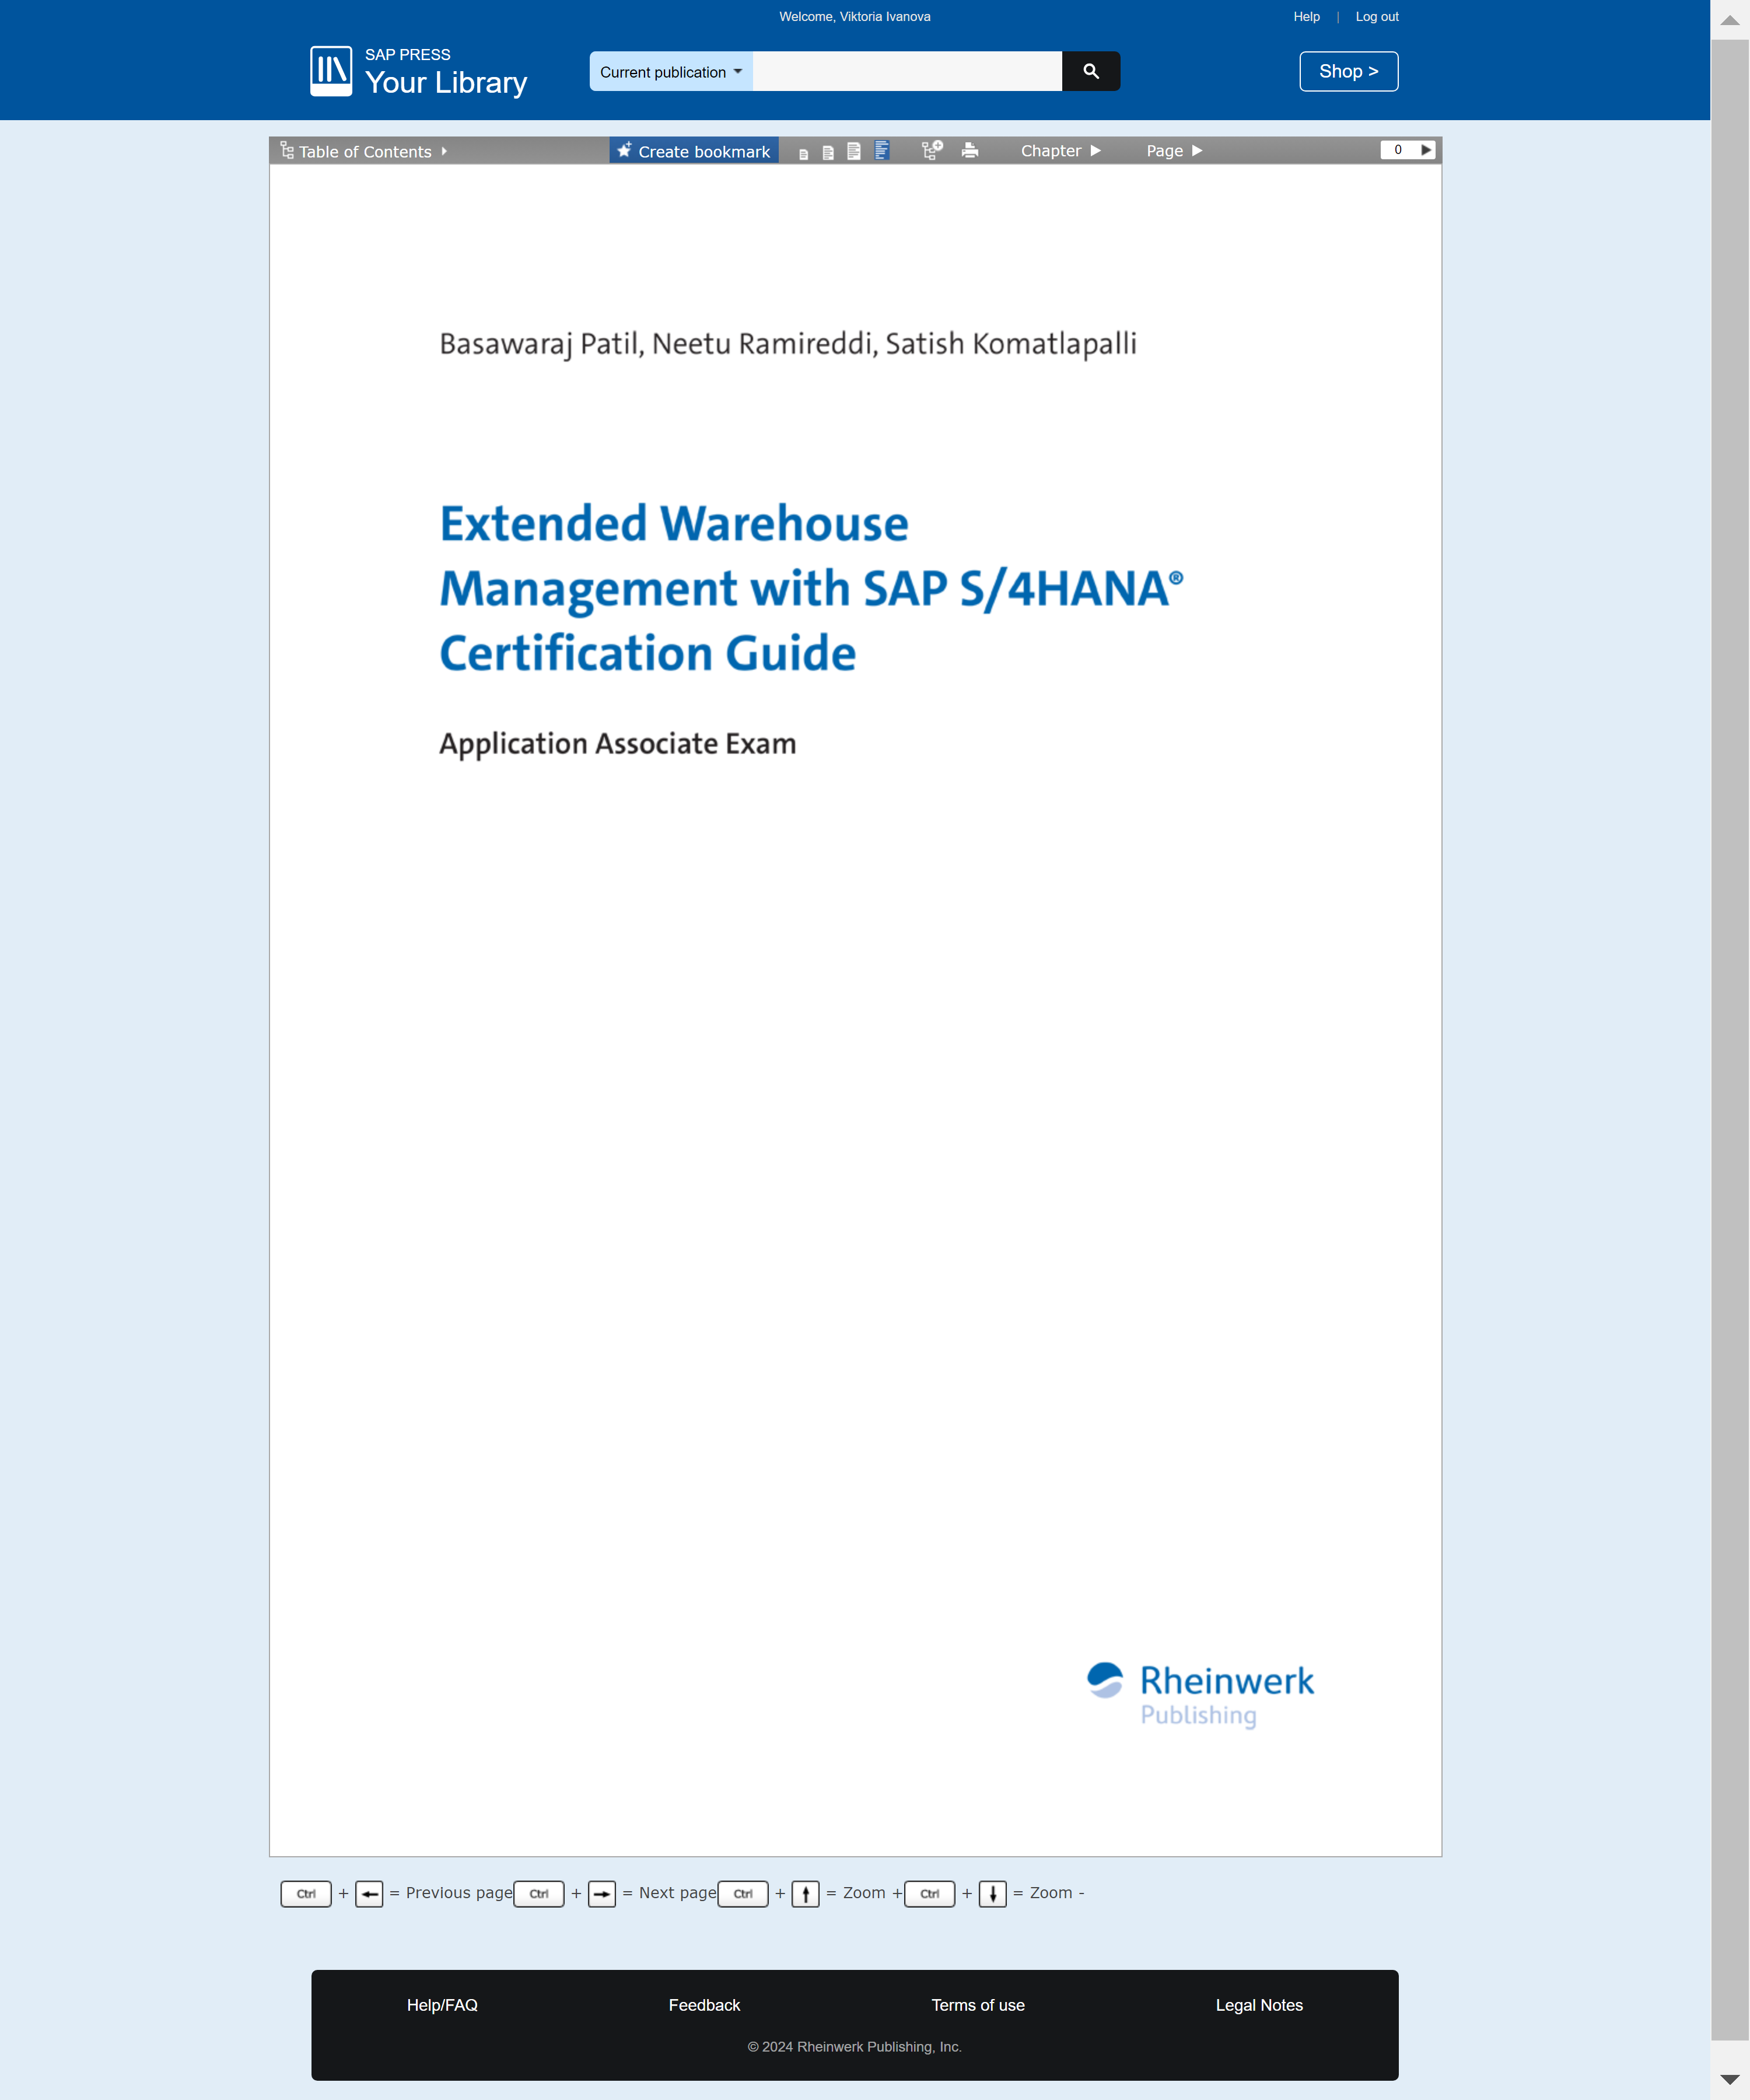 Welcome, Viktoria Ivanova
Help | Log out
SAP PRESS
Your Library
Current publication
Shop >
Table of Contents
Create bookmark
Chapter
Page
0
Basawaraj Patil, Neetu Ramireddi, Satish Komatlapalli
Extended Warehouse
Management with SAP S/4HANA®
Certification Guide
Application Associate Exam
Rheinwerk
Publishing
Ctrl + ← = Previous page Ctrl + → = Next page Ctrl + ↑ = Zoom + Ctrl + ↓ = Zoom -
Help/FAQ
Feedback
Terms of use
Legal Notes
© 2024 Rheinwerk Publishing, Inc.